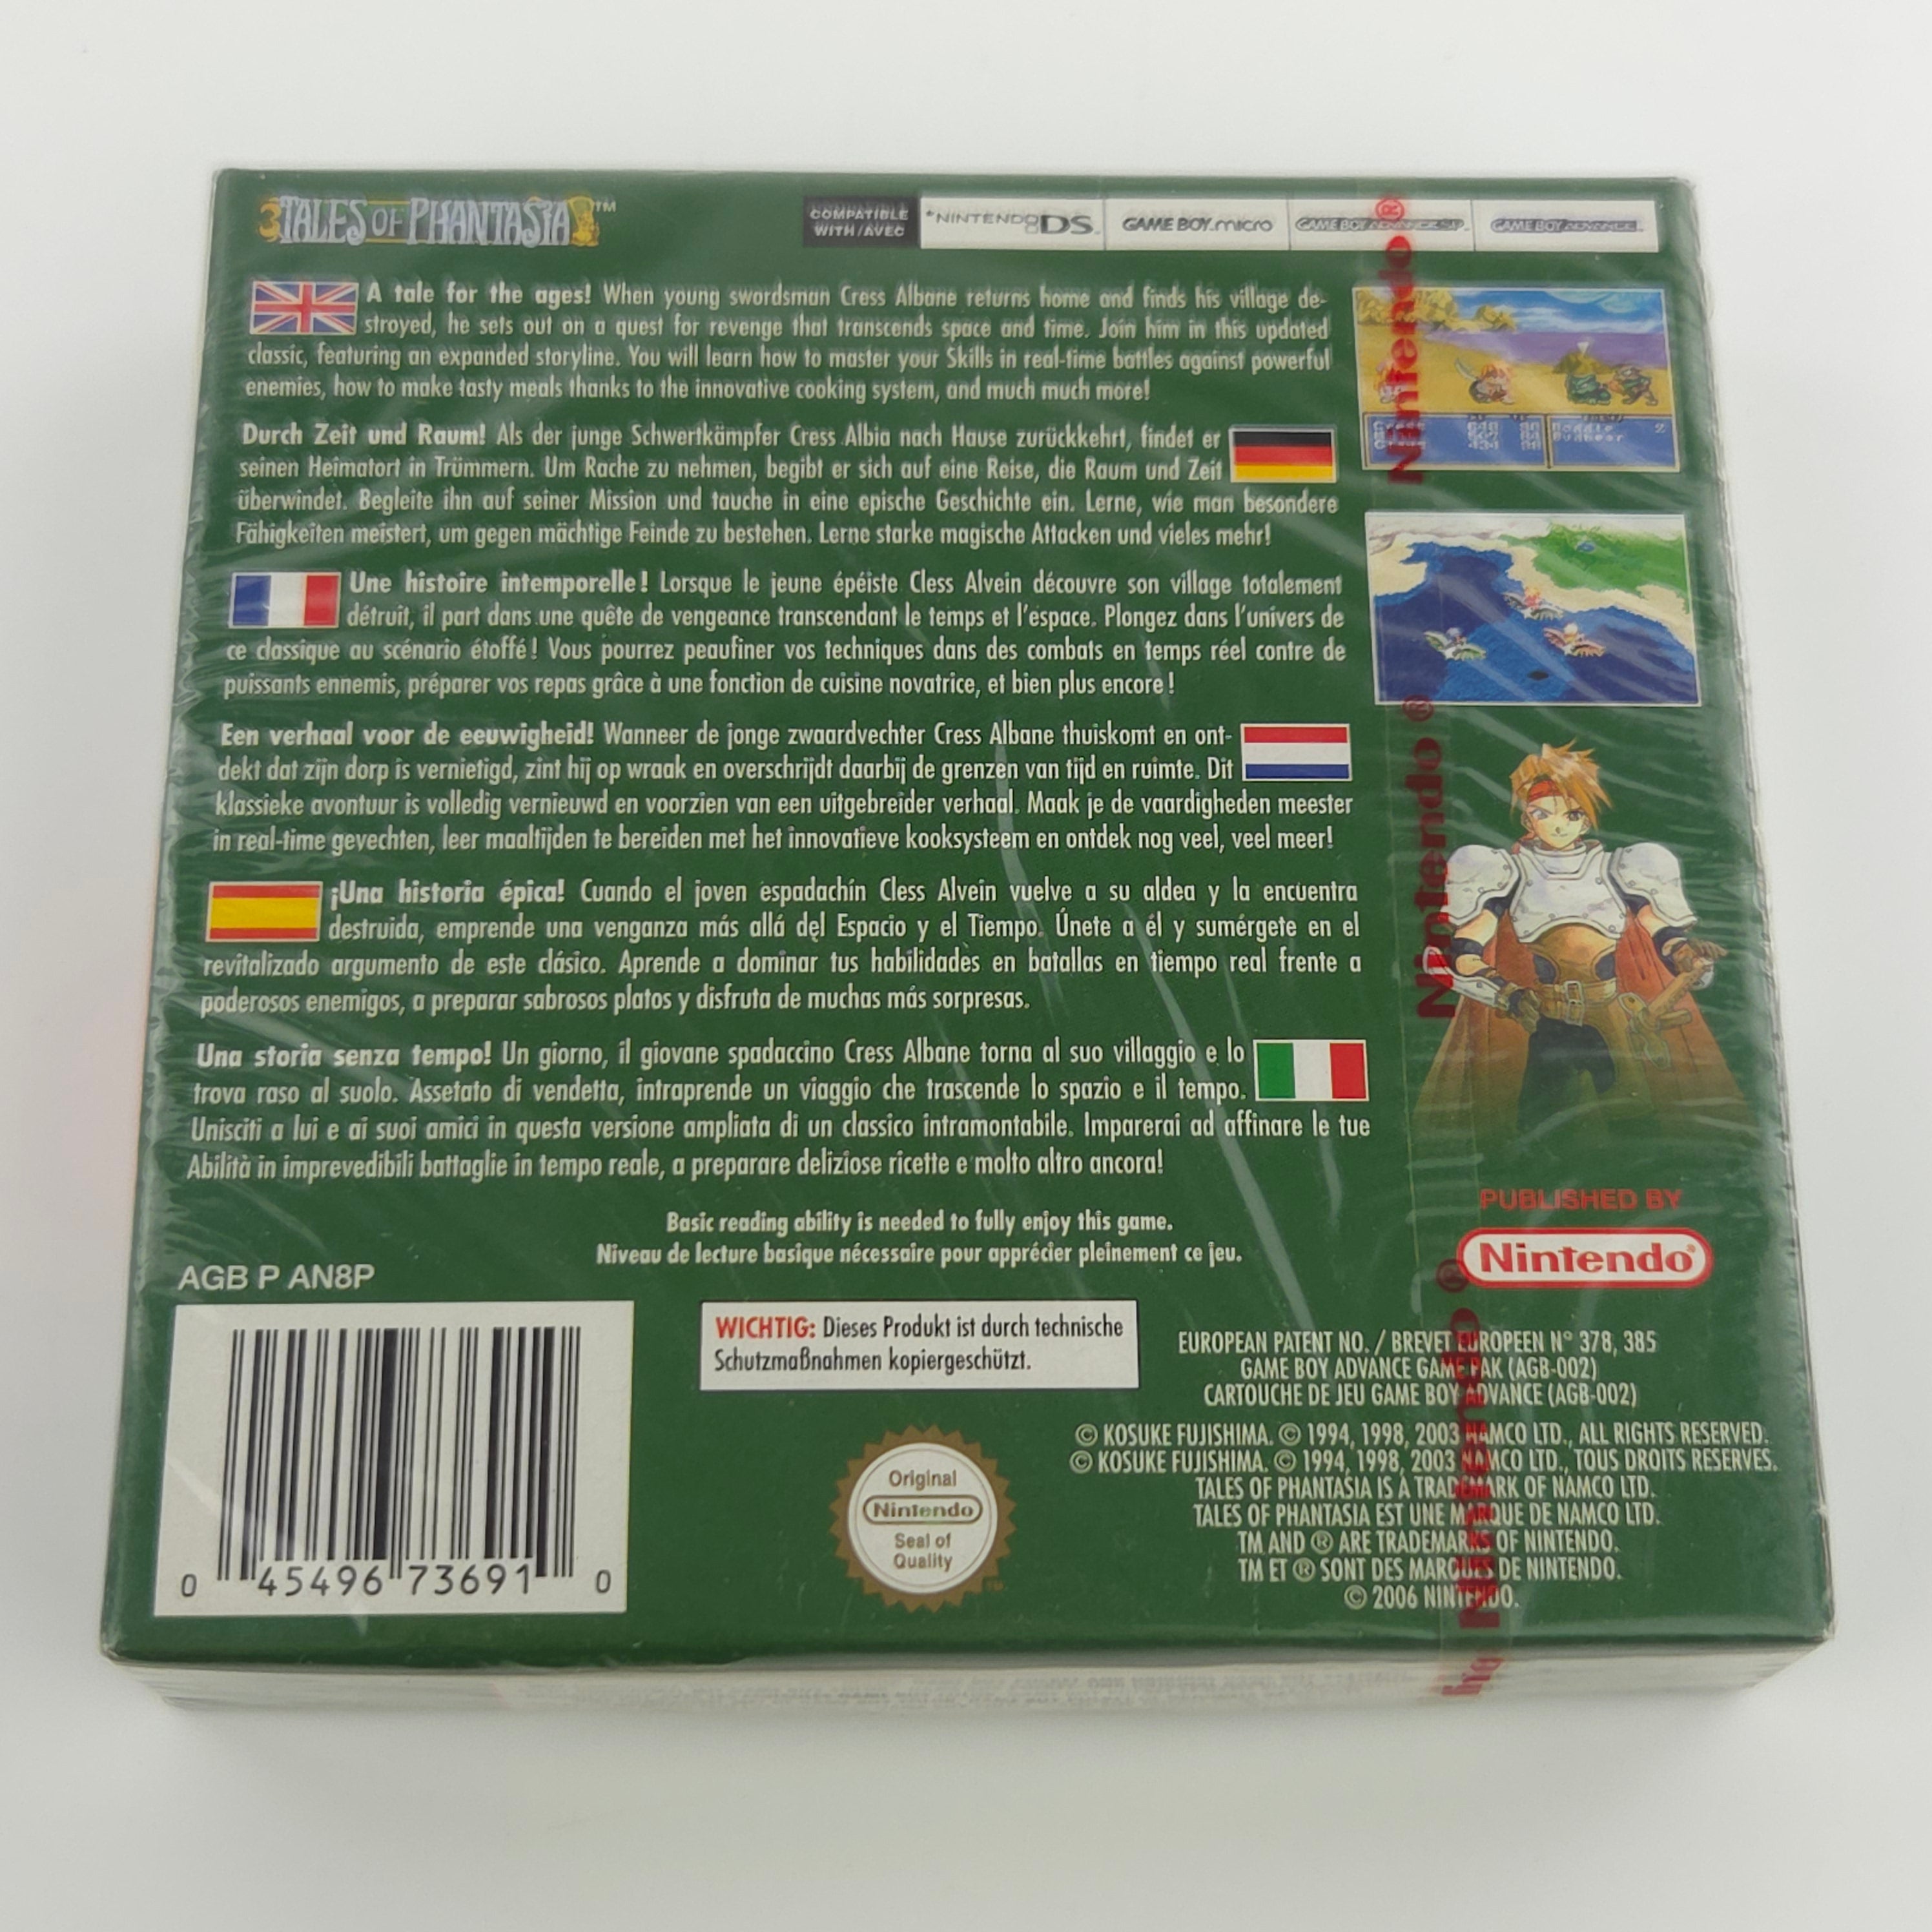 TALES OF PHANTASIA™
COMPATIBLE
WITH/AVEC
*NINTENDO DS™
GAME BOY micro
GAME BOY ADVANCE SP
GAME BOY ADVANCE
A tale for the ages! When young swordsman Cress Albane returns home and finds his village de-
stroyed, he sets out on a quest for revenge that transcends space and time. Join him in this updated
classic, featuring an expanded storyline. You will learn how to master your Skills in real-time battles against powerful
enemies, how to make tasty meals thanks to the innovative cooking system, and much much more!
Durch Zeit und Raum! Als der junge Schwertkämpfer Cress Albia nach Hause zurückkehrt, findet er
seinen Heimatort in Trümmern. Um Rache zu nehmen, begibt er sich auf eine Reise, die Raum und Zeit
überwindet. Begleite ihn auf seiner Mission und tauche in eine epische Geschichte ein. Lerne, wie man besondere
Fähigkeiten meistert, um gegen mächtige Feinde zu bestehen. Lerne starke magische Attacken und vieles mehr!
Une histoire intemporelle ! Lorsque le jeune épéiste Cless Alvein découvre son village totalement
détruit, il part dans une quête de vengeance transcendant le temps et l'espace. Plongez dans l'univers de
ce classique au scénario étoffé ! Vous pourrez peaufiner vos techniques dans des combats en temps réel contre de
puissants ennemis, préparer vos repas grâce à une fonction de cuisine novatrice, et bien plus encore !
Een verhaal voor de eeuwigheid! Wanneer de jonge zwaardvechter Cress Albane thuiskomt en ont-
dekt dat zijn dorp is vernietigd, zint hij op wraak en overschrijdt daarbij de grenzen van tijd en ruimte. Dit
klassieke avontuur is volledig vernieuwd en voorzien van een uitgebreider verhaal. Maak je de vaardigheden meester
in real-time gevechten, leer maaltijden te bereiden met het innovatieve kooksysteem en ontdek nog veel, veel meer!
¡Una historia épica! Cuando el joven espadachín Cless Alvein vuelve a su aldea y la encuentra
destruida, emprende una venganza más allá del Espacio y el Tiempo. Únete a él y sumérgete en el
revitalizado argumento de este clásico. Aprende a dominar tus habilidades en batallas en tiempo real frente a
poderosos enemigos, a preparar sabrosos platos y disfruta de muchas más sorpresas.
Una storia senza tempo! Un giorno, il giovane spadaccino Cress Albane torna al suo villaggio e lo
trova raso al suolo. Assetato di vendetta, intraprende un viaggio che trascende lo spazio e il tempo.
Unisciti a lui e ai suoi amici in questa versione ampliata di un classico intramontabile. Imparerai ad affinare le tue
Abilità in imprevedibili battaglie in tempo reale, a preparare deliziose ricette e molto altro ancora!
Basic reading ability is needed to fully enjoy this game.
Niveau de lecture basique nécessaire pour apprécier pleinement ce jeu.
Nintendo®
Nintendo®
Nintendo®
PUBLISHED BY
Nintendo®
AGB P AN8P
0 45496 73691 0
WICHTIG: Dieses Produkt ist durch technische
Schutzmaßnahmen kopiergeschützt.
Original
Nintendo
Seal of
Quality
EUROPEAN PATENT NO. / BREVET EUROPEEN N° 378, 385
GAME BOY ADVANCE GAME PAK (AGB-002)
CARTOUCHE DE JEU GAME BOY ADVANCE (AGB-002)
© KOSUKE FUJISHIMA. © 1994, 1998, 2003 NAMCO LTD., ALL RIGHTS RESERVED.
© KOSUKE FUJISHIMA. © 1994, 1998, 2003 NAMCO LTD., TOUS DROITS RESERVES.
TALES OF PHANTASIA IS A TRADEMARK OF NAMCO LTD.
TALES OF PHANTASIA EST UNE MARQUE DE NAMCO LTD.
TM AND ® ARE TRADEMARKS OF NINTENDO.
TM ET ® SONT DES MARQUES DE NINTENDO.
© 2006 NINTENDO.